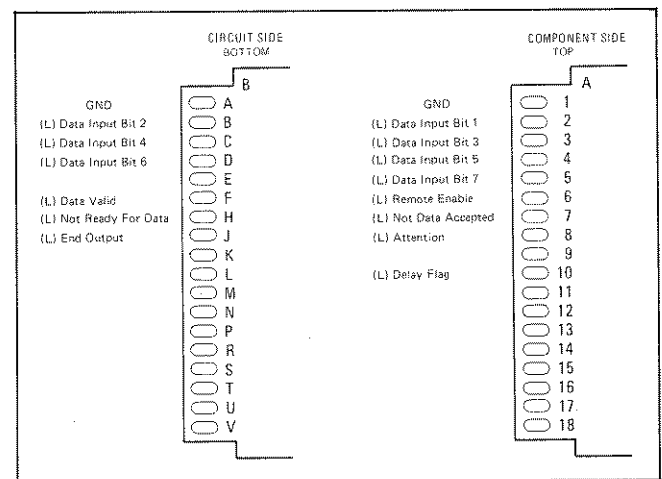 CIRCUIT SIDE
BOTTOM
B
GND A
(L) Data Input Bit 2 B
(L) Data Input Bit 4 C
(L) Data Input Bit 6 D
E
(L) Data Valid F
(L) Not Ready For Data H
(L) End Output J
K
L
M
N
P
R
S
T
U
V
COMPONENT SIDE
TOP
A
GND 1
(L) Data Input Bit 1 2
(L) Data Input Bit 3 3
(L) Data Input Bit 5 4
(L) Data Input Bit 7 5
(L) Remote Enable 6
(L) Not Data Accepted 7
(L) Attention 8
9
(L) Delay Flag 10
11
12
13
14
15
16
17
18